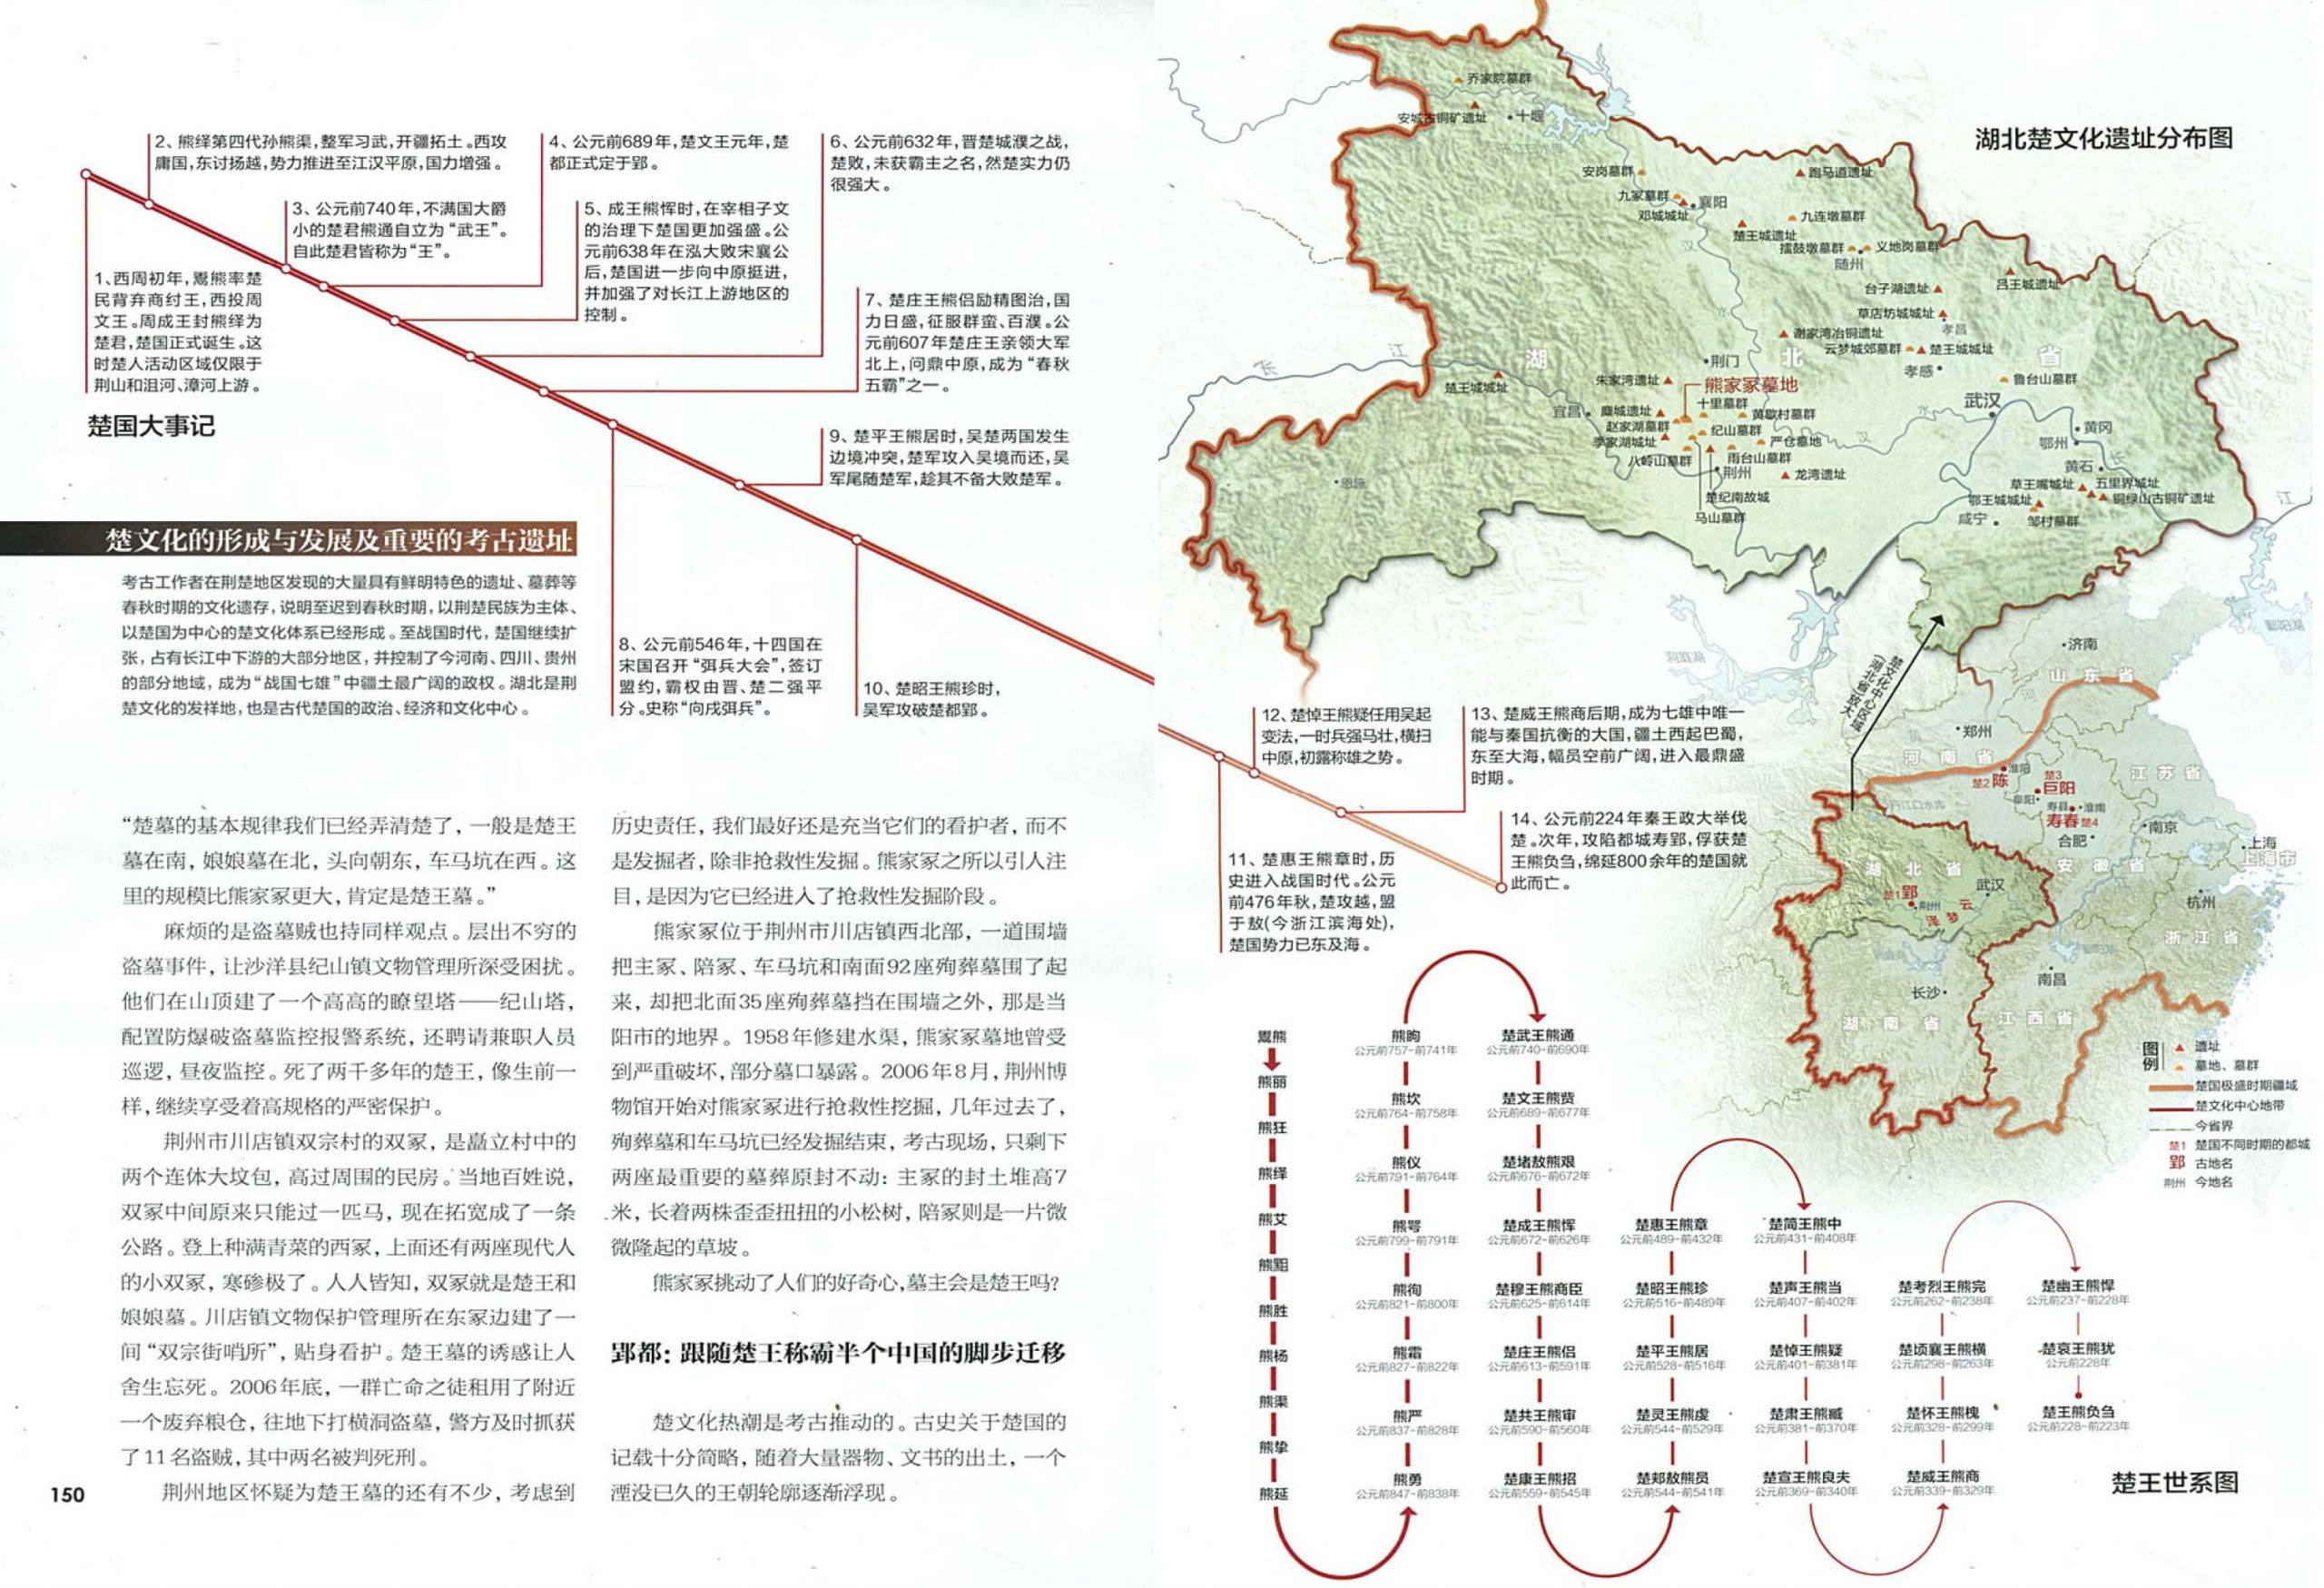 2、熊绎第四代孙熊渠,整军习武,开疆拓土。西攻
庸国,东讨扬越,势力推进至江汉平原,国力增强。
4、公元前689年,楚文王元年,楚
都正式定于郢。
6、公元前632年,晋楚城濮之战,
楚败,未获霸主之名,然楚实力仍
很强大。
3、公元前740年,不满国大爵
小的楚君熊通自立为“武王”。
自此楚君皆称为“王”。
5、成王熊恽时,在宰相子文
的治理下楚国更加强盛。公
元前638年在泓大败宋襄公
后,楚国进一步向中原挺进,
并加强了对长江上游地区的
控制。
1、西周初年,鬻熊率楚
民背弃商纣王,西投周
文王。周成王封熊绎为
楚君,楚国正式诞生。这
时楚人活动区域仅限于
荆山和沮河、漳河上游。
7、楚庄王熊侣励精图治,国
力日盛,征服群蛮、百濮。公
元前607年楚庄王亲领大军
北上,问鼎中原,成为“春秋
五霸”之一。
楚国大事记
9、楚平王熊居时,吴楚两国发生
边境冲突,楚军攻入吴境而还,吴
军尾随楚军,趁其不备大败楚军。
楚文化的形成与发展及重要的考古遗址
考古工作者在荆楚地区发现的大量具有鲜明特色的遗址、墓葬等
春秋时期的文化遗存,说明至迟到春秋时期,以荆楚民族为主体、
以楚国为中心的楚文化体系已经形成。至战国时代,楚国继续扩
张,占有长江中下游的大部分地区,并控制了今河南、四川、贵州
的部分地域,成为“战国七雄”中疆土最广阔的政权。湖北是荆
楚文化的发祥地,也是古代楚国的政治、经济和文化中心。
8、公元前546年,十四国在
宋国召开“弭兵大会”,签订
盟约,霸权由晋、楚二强平
分。史称“向戌弭兵”。
10、楚昭王熊珍时,
吴军攻破楚都郢。
“楚墓的基本规律我们已经弄清楚了,一般是楚王
墓在南,娘娘墓在北,头向朝东,车马坑在西。这
里的规模比熊家冢更大,肯定是楚王墓。”
麻烦的是盗墓贼也持同样观点。层出不穷的
盗墓事件,让沙洋县纪山镇文物管理所深受困扰。
他们在山顶建了一个高高的瞭望塔——纪山塔,
配置防爆破盗墓监控报警系统,还聘请兼职人员
巡逻,昼夜监控。死了两千多年的楚王,像生前一
样,继续享受着高规格的严密保护。
荆州市川店镇双宗村的双冢,是矗立村中的
两个连体大坟包,高过周围的民房。当地百姓说,
双冢中间原来只能过一匹马,现在拓宽成了一条
公路。登上种满青菜的西冢,上面还有两座现代人
的小双冢,寒碜极了。人人皆知,双冢就是楚王和
娘娘墓。川店镇文物保护管理所在东冢边建了一
间“双宗街哨所”,贴身看护。楚王墓的诱惑让人
舍生忘死。2006年底,一群亡命之徒租用了附近
一个废弃粮仓,往地下打横洞盗墓,警方及时抓获
了11名盗贼,其中两名被判死刑。
荆州地区怀疑为楚王墓的还有不少,考虑到
150
历史责任,我们最好还是充当它们的看护者,而不
是发掘者,除非抢救性发掘。熊家冢之所以引人注
目,是因为它已经进入了抢救性发掘阶段。
熊家冢位于荆州市川店镇西北部,一道围墙
把主冢、陪冢、车马坑和南面92座殉葬墓围了起
来,却把北面35座殉葬墓挡在围墙之外,那是当
阳市的地界。1958年修建水渠,熊家冢墓地曾受
到严重破坏,部分墓口暴露。2006年8月,荆州博
物馆开始对熊家冢进行抢救性挖掘,几年过去了,
殉葬墓和车马坑已经发掘结束,考古现场,只剩下
两座最重要的墓葬原封不动:主冢的封土堆高7
米,长着两株歪歪扭扭的小松树,陪冢则是一片微
微隆起的草坡。
熊家冢挑动了人们的好奇心,墓主会是楚王吗?
郢都:跟随楚王称霸半个中国的脚步迁移
楚文化热潮是考古推动的。古史关于楚国的
记载十分简略,随着大量器物、文书的出土,一个
湮没已久的王朝轮廓逐渐浮现。
湖北楚文化遗址分布图
乔家院墓群
安城古铜矿遗址
十堰
丹江口水库
安岗墓群
跑马道遗址
九冢墓群
襄阳
邓城城址
九连墩墓群
楚王城遗址
擂鼓墩墓群
义地岗墓群
随州
汉
水
台子湖遗址
吕王城遗址
草店坊城城址
孝昌
谢家湾冶铜遗址
云梦城郊墓群
楚王城城址
长
江
湖
北
省
荆门
孝感
楚王城城址
朱家湾遗址
熊家冢墓地
鲁台山墓群
武汉
宜昌
糜城遗址
十里墓群
黄歇村墓群
赵家湖墓群
纪山墓群
季家湖城址
严仓墓地
八岭山墓群
雨台山墓群
荆州
龙湾遗址
楚纪南故城
马山墓群
恩施
水
汉
黄冈
鄂州
黄石
长
江
草王嘴城址
五里界城址
鄂王城城址
铜绿山古铜矿遗址
咸宁
邹村墓群
洞庭湖
鄱阳湖
楚文化中心区域
(湖北省)放大
济南
山东省
郑州
河南省
淮阳
楚2 陈
楚3
巨阳
阜阳
寿县
淮南
寿春 楚4
合肥
江苏省
南京
上海
上海市
安徽省
丹江口水库
湖北省
武汉
楚1 郢
荆州
云
梦
泽
杭州
浙江省
南昌
长沙
湖南省
江西省
图例
遗址
墓地、墓群
楚国极盛时期疆域
楚文化中心地带
今省界
楚1 楚国不同时期的都城
郢 古地名
荆州 今地名
12、楚悼王熊疑任用吴起
变法,一时兵强马壮,横扫
中原,初露称雄之势。
13、楚威王熊商后期,成为七雄中唯一
能与秦国抗衡的大国,疆土西起巴蜀,
东至大海,幅员空前广阔,进入最鼎盛
时期。
14、公元前224年秦王政大举伐
楚。次年,攻陷都城寿郢,俘获楚
王熊负刍,绵延800余年的楚国就
此而亡。
11、楚惠王熊章时,历
史进入战国时代。公元
前476年秋,楚攻越,盟
于敖(今浙江滨海处),
楚国势力已东及海。
鬻熊
熊丽
熊狂
熊绎
熊艾
熊䵣
熊胜
熊杨
熊渠
熊挚
熊延
熊昫
公元前757-前741年
熊坎
公元前764-前758年
熊仪
公元前791-前764年
熊咢
公元前799-前791年
熊徇
公元前821-前800年
熊霜
公元前827-前822年
熊严
公元前837-前828年
熊勇
公元前847-前838年
楚武王熊通
公元前740-前690年
楚文王熊赀
公元前689-前677年
楚堵敖熊艰
公元前676-前672年
楚成王熊恽
公元前672-前626年
楚穆王熊商臣
公元前625-前614年
楚庄王熊侣
公元前613-前591年
楚共王熊审
公元前590-前560年
楚康王熊招
公元前559-前545年
楚惠王熊章
公元前489-前432年
楚昭王熊珍
公元前516-前489年
楚平王熊居
公元前528-前516年
楚灵王熊虔
公元前544-前529年
楚郏敖熊员
公元前544-前541年
楚简王熊中
公元前431-前408年
楚声王熊当
公元前407-前402年
楚悼王熊疑
公元前401-前381年
楚肃王熊臧
公元前381-前370年
楚宣王熊良夫
公元前369-前340年
楚考烈王熊完
公元前262-前238年
楚顷襄王熊横
公元前298-前263年
楚怀王熊槐
公元前328-前299年
楚威王熊商
公元前339-前329年
楚幽王熊悍
公元前237-前228年
楚哀王熊犹
公元前228年
楚王熊负刍
公元前228-前223年
楚王世系图